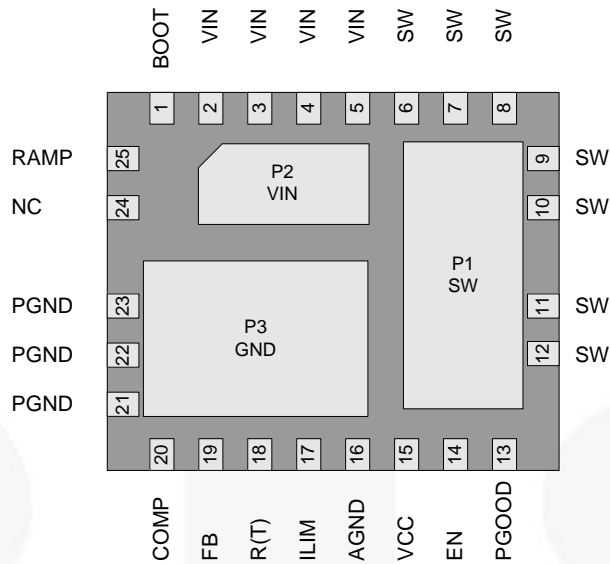 BOOT VIN VIN VIN VIN SW SW SW
1 2 3 4 5 6 7 8
RAMP 25 9 SW
P2
VIN
NC 24 10 SW
P1
SW
PGND 23 11 SW
P3
GND
PGND 22 12 SW
PGND 21
20 19 18 17 16 15 14 13
COMP FB R(T) ILIM AGND VCC EN PGOOD